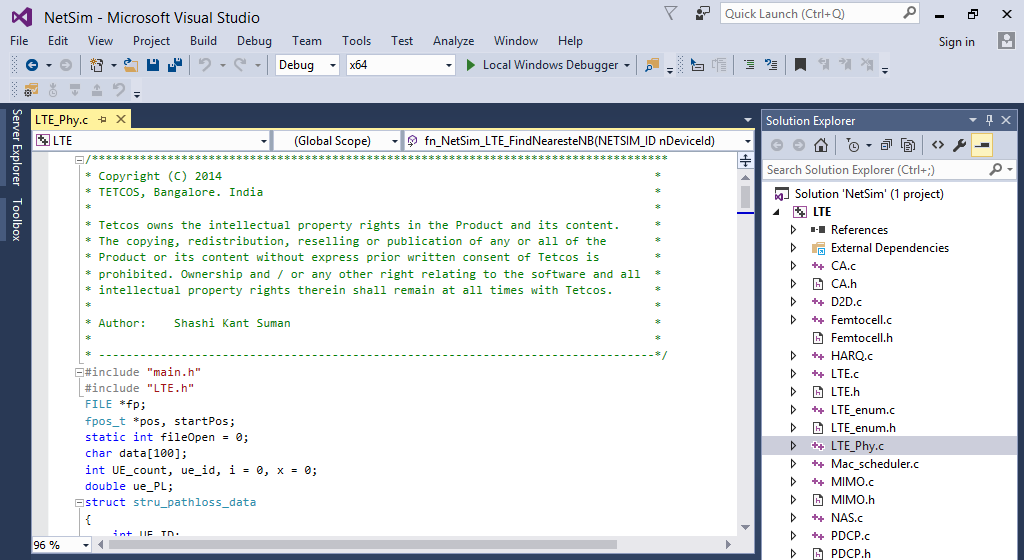 NetSim - Microsoft Visual Studio
Quick Launch (Ctrl+Q)
File Edit View Project Build Debug Team Tools Test Analyze Window Help
Sign in
Debug x64 Local Windows Debugger
Server Explorer
Toolbox
LTE_Phy.c
LTE (Global Scope) fn_NetSim_LTE_FindNearesteNB(NETSIM_ID nDeviceId)
/****************************************************************************************
* Copyright (C) 2014 *
* TETCOS, Bangalore. India *
* *
* Tetcos owns the intellectual property rights in the Product and its content. *
* The copying, redistribution, reselling or publication of any or all of the *
* Product or its content without express prior written consent of Tetcos is *
* prohibited. Ownership and / or any other right relating to the software and all *
* intellectual property rights therein shall remain at all times with Tetcos. *
* *
* Author: Shashi Kant Suman *
* *
* --------------------------------------------------------------------------------------*/
#include "main.h"
#include "LTE.h"
FILE *fp;
fpos_t *pos, startPos;
static int fileOpen = 0;
char data[100];
int UE_count, ue_id, i = 0, x = 0;
double ue_PL;
struct stru_pathloss_data
{
int UE_ID;
96 %
Solution Explorer
Search Solution Explorer (Ctrl+;)
Solution 'NetSim' (1 project)
LTE
References
External Dependencies
CA.c
CA.h
D2D.c
Femtocell.c
Femtocell.h
HARQ.c
LTE.c
LTE.h
LTE_enum.c
LTE_enum.h
LTE_Phy.c
Mac_scheduler.c
MIMO.c
MIMO.h
NAS.c
PDCP.c
PDCP.h